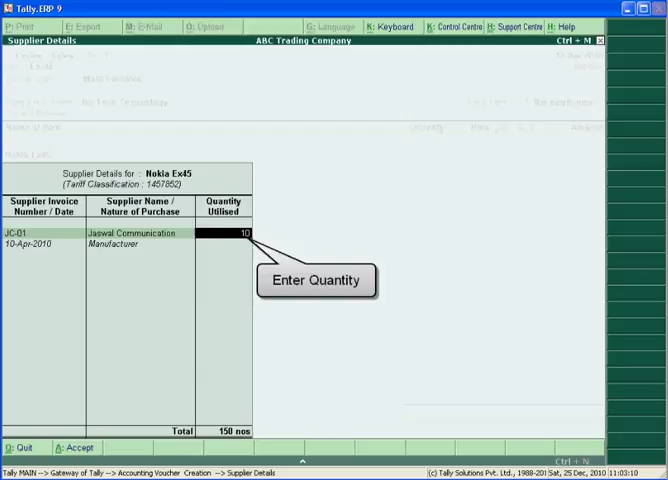 Tally.ERP 9
P: Print E: Export M: E-Mail O: Upload G: Language K: Keyboard K: Control Centre H: Support Centre H: Help
Supplier Details ABC Trading Company Ctrl + M
Supplier Details for : Nokia Ex45
(Tariff Classification : 1457852)
Supplier Invoice Supplier Name / Quantity
Number / Date Nature of Purchase Utilised
JC-01 Jaswal Communication 10
10-Apr-2010 Manufacturer
Enter Quantity
Total 150 nos
Q: Quit A: Accept
Ctrl + N
Tally MAIN --> Gateway of Tally --> Accounting Voucher Creation --> Supplier Details (c) Tally Solutions Pvt. Ltd., 1988-201 Sat, 25 Dec, 2010 11:03:10